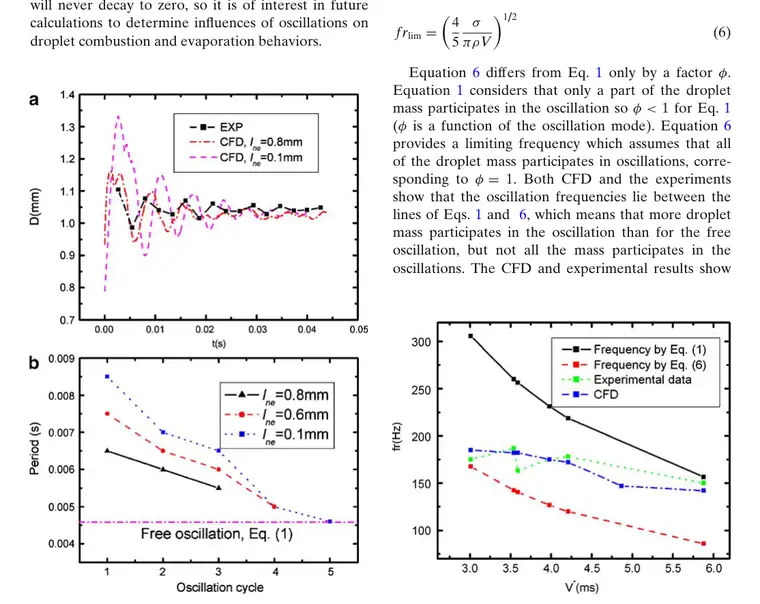 will never decay to zero, so it is of interest in future
calculations to determine influences of oscillations on
droplet combustion and evaporation behaviors.
a
1.4
1.3
1.2
1.1
1.0
0.9
0.8
0.7
D(mm)
EXP
CFD, l_ne=0.8mm
CFD, l_ne=0.1mm
0.00 0.01 0.02 0.03 0.04 0.05
t(s)
b
0.009
0.008
0.007
0.006
0.005
0.004
Period (s)
l_ne=0.8mm
l_ne=0.6mm
l_ne=0.1mm
Free oscillation, Eq. (1)
1 2 3 4 5
Oscillation cycle
fr_lim = (4/5 σ/πρV)^1/2 (6)
Equation 6 differs from Eq. 1 only by a factor ϕ.
Equation 1 considers that only a part of the droplet
mass participates in the oscillation so ϕ < 1 for Eq. 1
(ϕ is a function of the oscillation mode). Equation 6
provides a limiting frequency which assumes that all
of the droplet mass participates in oscillations, corre-
sponding to ϕ = 1. Both CFD and the experiments
show that the oscillation frequencies lie between the
lines of Eqs. 1 and 6, which means that more droplet
mass participates in the oscillation than for the free
oscillation, but not all the mass participates in the
oscillations. The CFD and experimental results show
300
250
200
150
100
fr(Hz)
Frequency by Eq. (1)
Frequency by Eq. (6)
Experimental data
CFD
3.0 3.5 4.0 4.5 5.0 5.5 6.0
V*(ms)